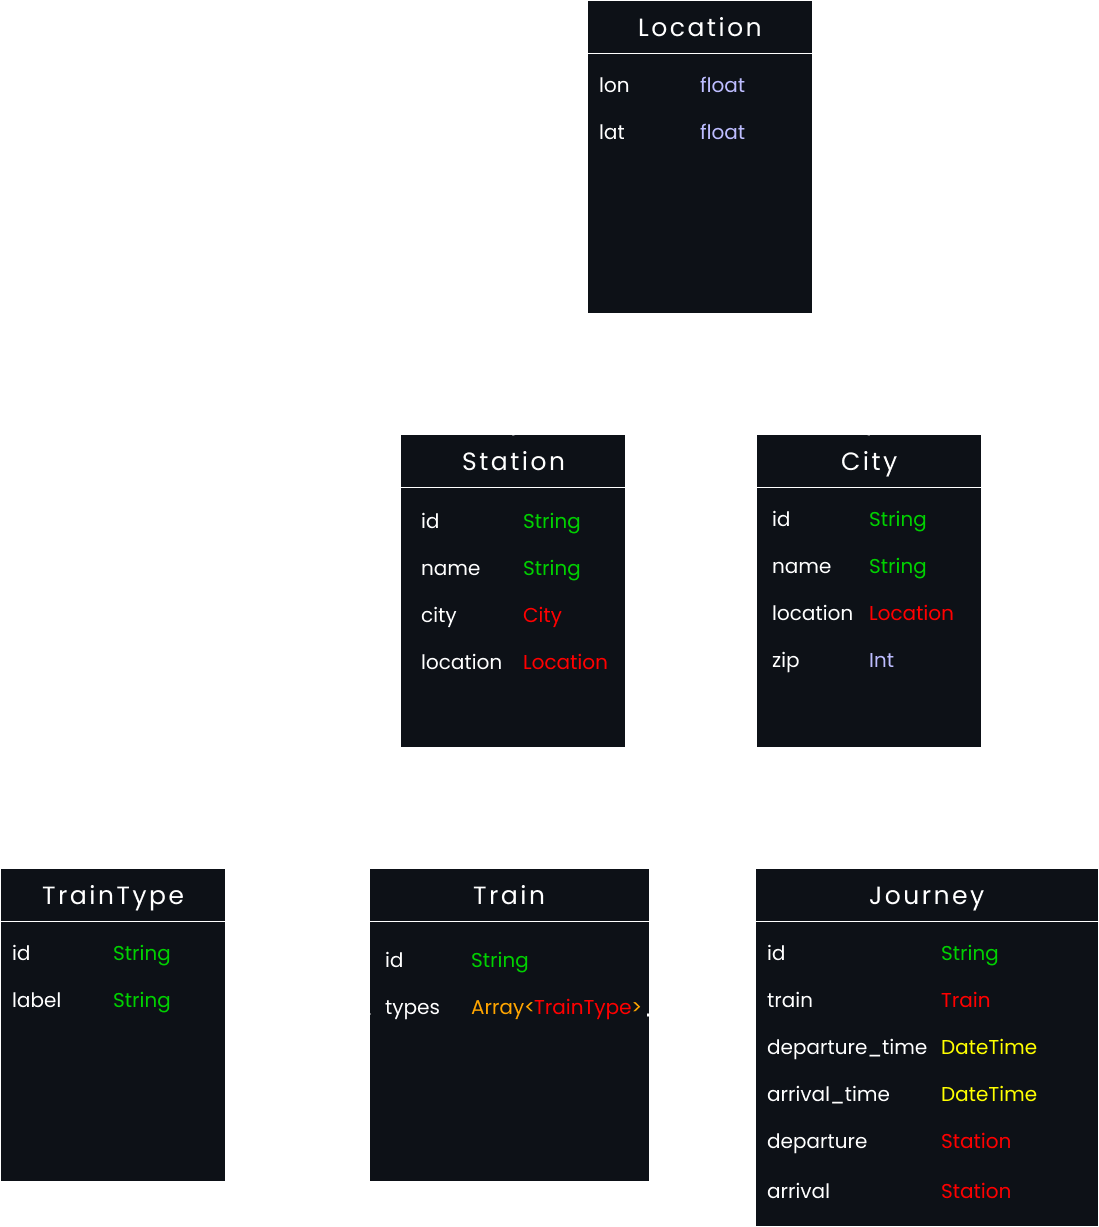 Location
lon float
lat float
Station
id String
name String
city City
location Location
City
id String
name String
location Location
zip Int
TrainType
id String
label String
Train
id String
types Array<TrainType>
Journey
id String
train Train
departure_time DateTime
arrival_time DateTime
departure Station
arrival Station